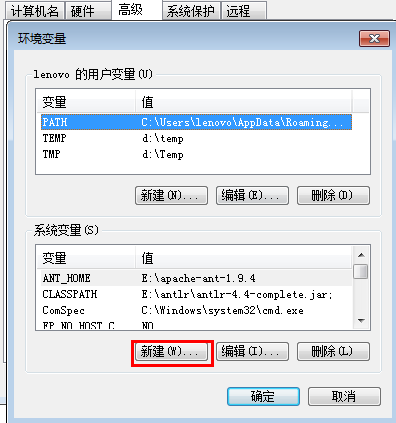 计算机名 硬件 高级 系统保护 远程
环境变量
lenovo 的用户变量(U)
变量 值
PATH C:\Users\lenovo\AppData\Roaming...
TEMP d:\temp
TMP d:\Temp
新建(N)... 编辑(E)... 删除(D)
系统变量(S)
变量 值
ANT_HOME E:\apache-ant-1.9.4
CLASSPATH E:\antlr\antlr-4.4-complete.jar;
ComSpec C:\Windows\system32\cmd.exe
FP_NO_HOST_C NO
新建(W)... 编辑(I)... 删除(L)
确定 取消